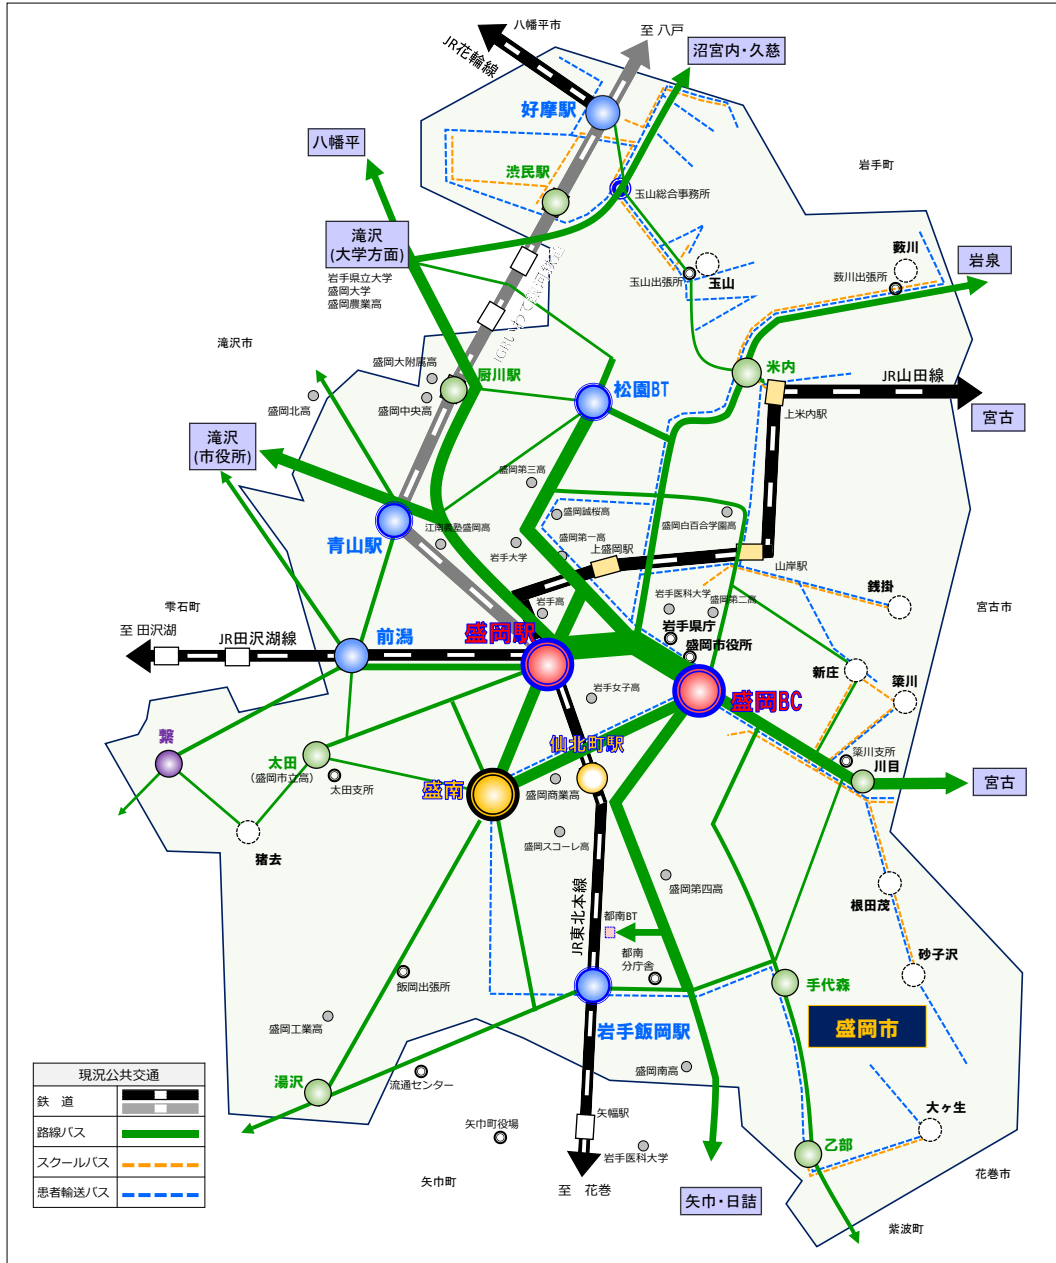 八幡平市
至 八戸
沼宮内・久慈
JR花輪線
好摩駅
八幡平
岩手町
渋民駅
玉山総合事務所
滝沢
(大学方面)
岩手県立大学
盛岡大学
盛岡農業高
薮川
岩泉
玉山出張所
玉山
薮川出張所
滝沢市
盛岡大附属高
厨川駅
米内
JR山田線
松園BT
盛岡北高
盛岡中央高
上米内駅
宮古
滝沢
(市役所)
盛岡第三高
盛岡誠桜高
盛岡白百合学園高
青山駅
江南義塾盛岡高
岩手大学
盛岡第一高
上盛岡駅
山岸駅
銭掛
雫石町
岩手高
岩手医科大学
盛岡第二高
宮古市
至 田沢湖
JR田沢湖線
前潟
盛岡駅
岩手県庁
盛岡市役所
新庄
簗川
岩手女子高
盛岡BC
繋
太田
(盛岡市立高)
太田支所
仙北町駅
簗川支所
川目
盛南
盛岡商業高
宮古
猪去
盛岡スコーレ高
盛岡第四高
根田茂
都南BT
JR東北本線
都南
分庁舎
砂子沢
飯岡出張所
手代森
盛岡工業高
岩手飯岡駅
盛岡市
現況公共交通
鉄 道
路線バス
スクールバス
患者輸送バス
湯沢
流通センター
盛岡南高
矢巾町役場
矢幅駅
大ヶ生
岩手医科大学
乙部
矢巾町
至 花巻
矢巾・日詰
花巻市
紫波町